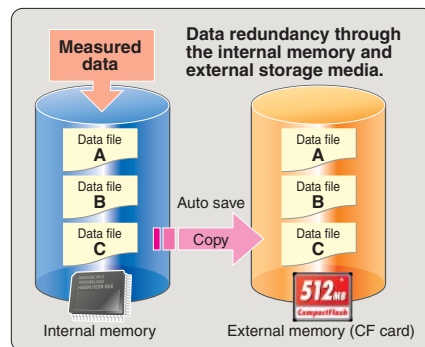 Measured
data
Data redundancy through
the internal memory and
external storage media.
Data file
A
Data file
B
Data file
C
Auto save
Copy
Data file
A
Data file
B
Data file
C
512MB
CompactFlash
Internal memory
External memory (CF card)